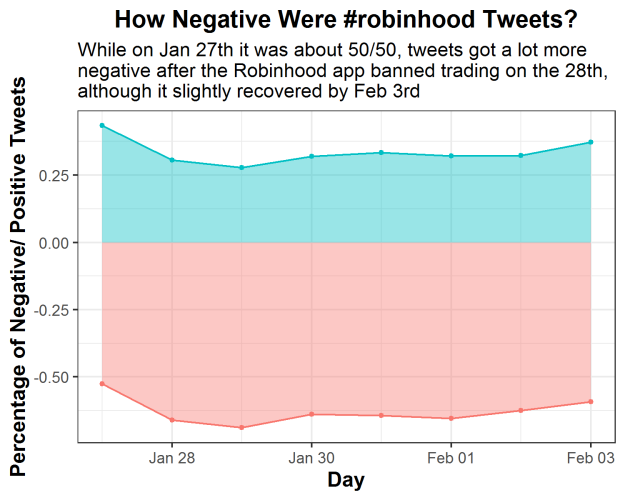 How Negative Were #robinhood Tweets?
While on Jan 27th it was about 50/50, tweets got a lot more
negative after the Robinhood app banned trading on the 28th,
although it slightly recovered by Feb 3rd
Percentage of Negative/ Positive Tweets
0.25
0.00
-0.25
-0.50
Jan 28
Jan 30
Feb 01
Feb 03
Day